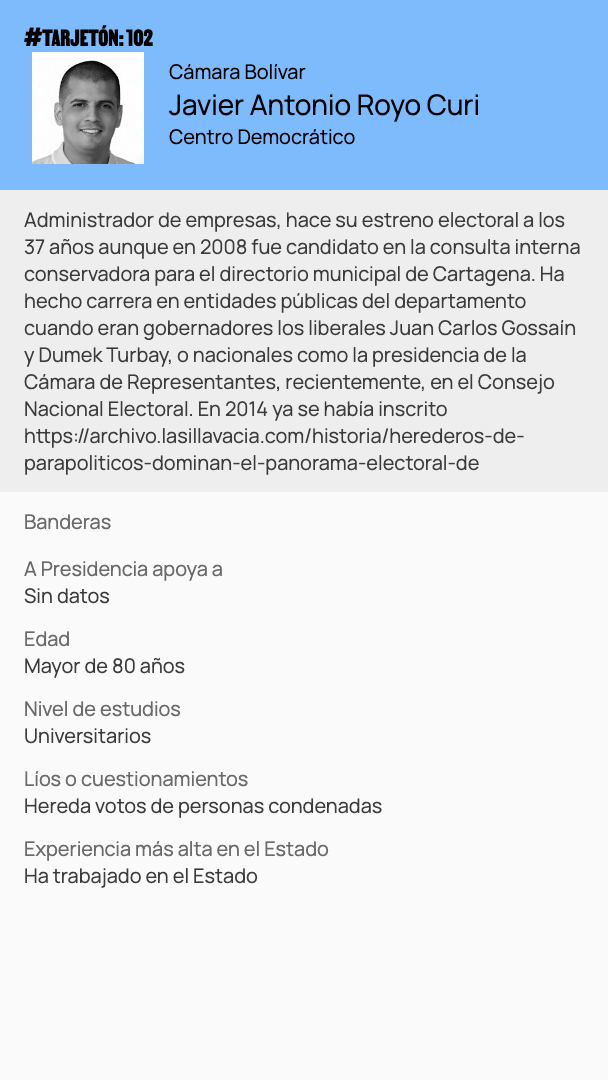 #TARJETÓN: 102
Cámara Bolívar
Javier Antonio Royo Curi
Centro Democrático
Administrador de empresas, hace su estreno electoral a los
37 años aunque en 2008 fue candidato en la consulta interna
conservadora para el directorio municipal de Cartagena. Ha
hecho carrera en entidades públicas del departamento
cuando eran gobernadores los liberales Juan Carlos Gossaín
y Dumek Turbay, o nacionales como la presidencia de la
Cámara de Representantes, recientemente, en el Consejo
Nacional Electoral. En 2014 ya se había inscrito
https://archivo.lasillavacia.com/historia/herederos-de-
parapoliticos-dominan-el-panorama-electoral-de
Banderas
A Presidencia apoya a
Sin datos
Edad
Mayor de 80 años
Nivel de estudios
Universitarios
Líos o cuestionamientos
Hereda votos de personas condenadas
Experiencia más alta en el Estado
Ha trabajado en el Estado